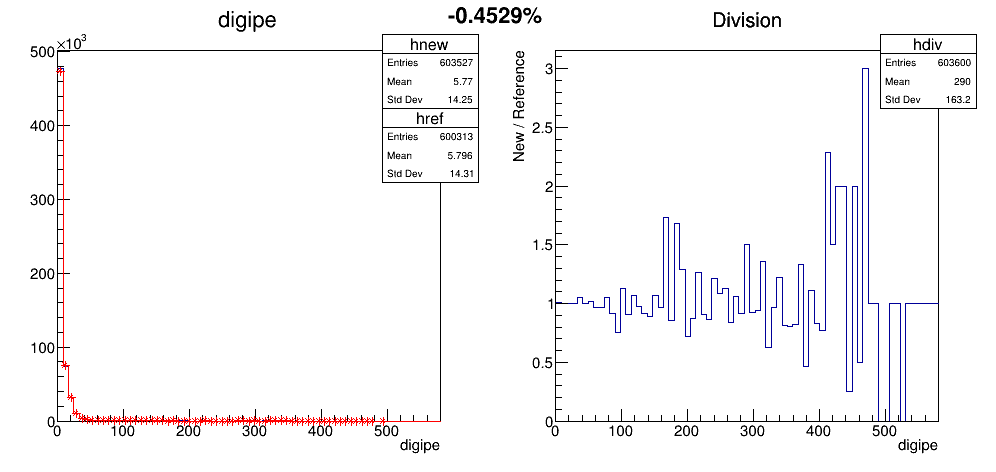 -0.4529%
digipe
×10³
hnew
Entries 603527
Mean 5.77
Std Dev 14.25
href
Entries 600313
Mean 5.796
Std Dev 14.31
500
400
300
200
100
0
0 100 200 300 400 500
digipe
Division
hdiv
Entries 603600
Mean 290
Std Dev 163.2
New / Reference
3
2.5
2
1.5
1
0.5
0
0 100 200 300 400 500
digipe